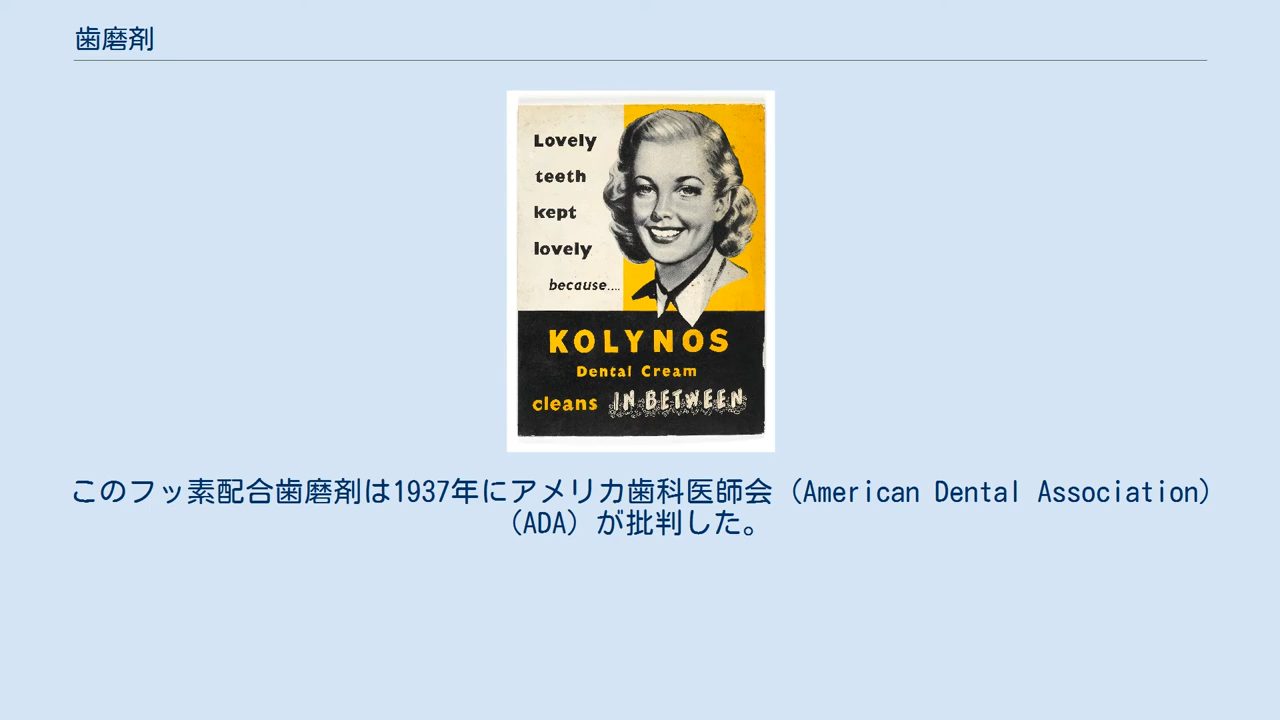 歯磨剤
Lovely
teeth
kept
lovely
because....
KOLYNOS
Dental Cream
cleans IN BETWEEN
このフッ素配合歯磨剤は1937年にアメリカ歯科医師会（American Dental Association）
（ADA）が批判した。